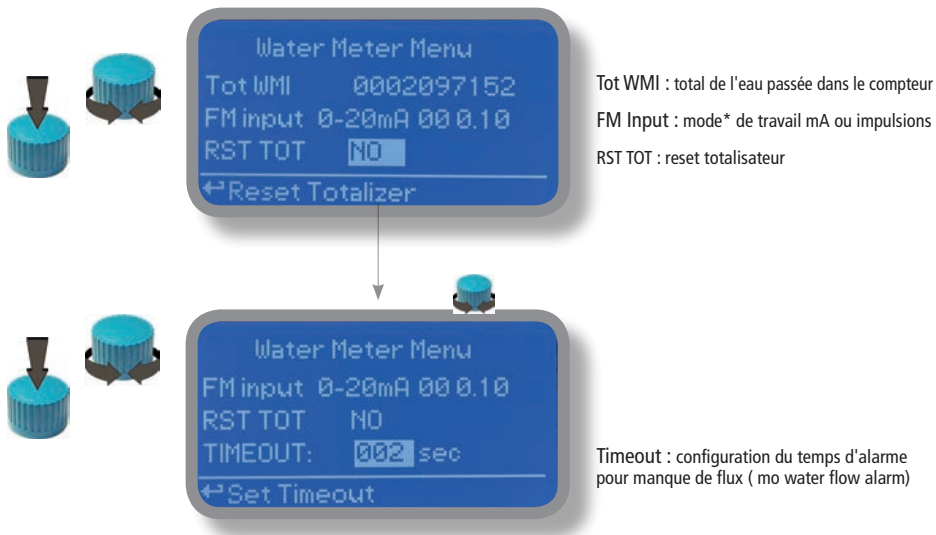 Water Meter Menu
Tot WMI 0002097152
FM input 0-20mA 00 0.10
RST TOT NO
Reset Totalizer
Tot WMI : total de l'eau passée dans le compteur
FM Input : mode* de travail mA ou impulsions
RST TOT : reset totalisateur
Water Meter Menu
FM input 0-20mA 00 0.10
RST TOT NO
TIMEOUT: 002 sec
Set Timeout
Timeout : configuration du temps d'alarme
pour manque de flux ( mo water flow alarm)